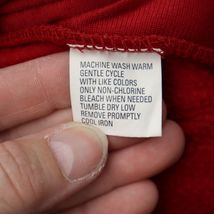 MACHINE WASH WARM
GENTLE CYCLE
WITH LIKE COLORS
ONLY NON-CHLORINE
BLEACH WHEN NEEDED
TUMBLE DRY LOW
REMOVE PROMPTLY
COOL IRON